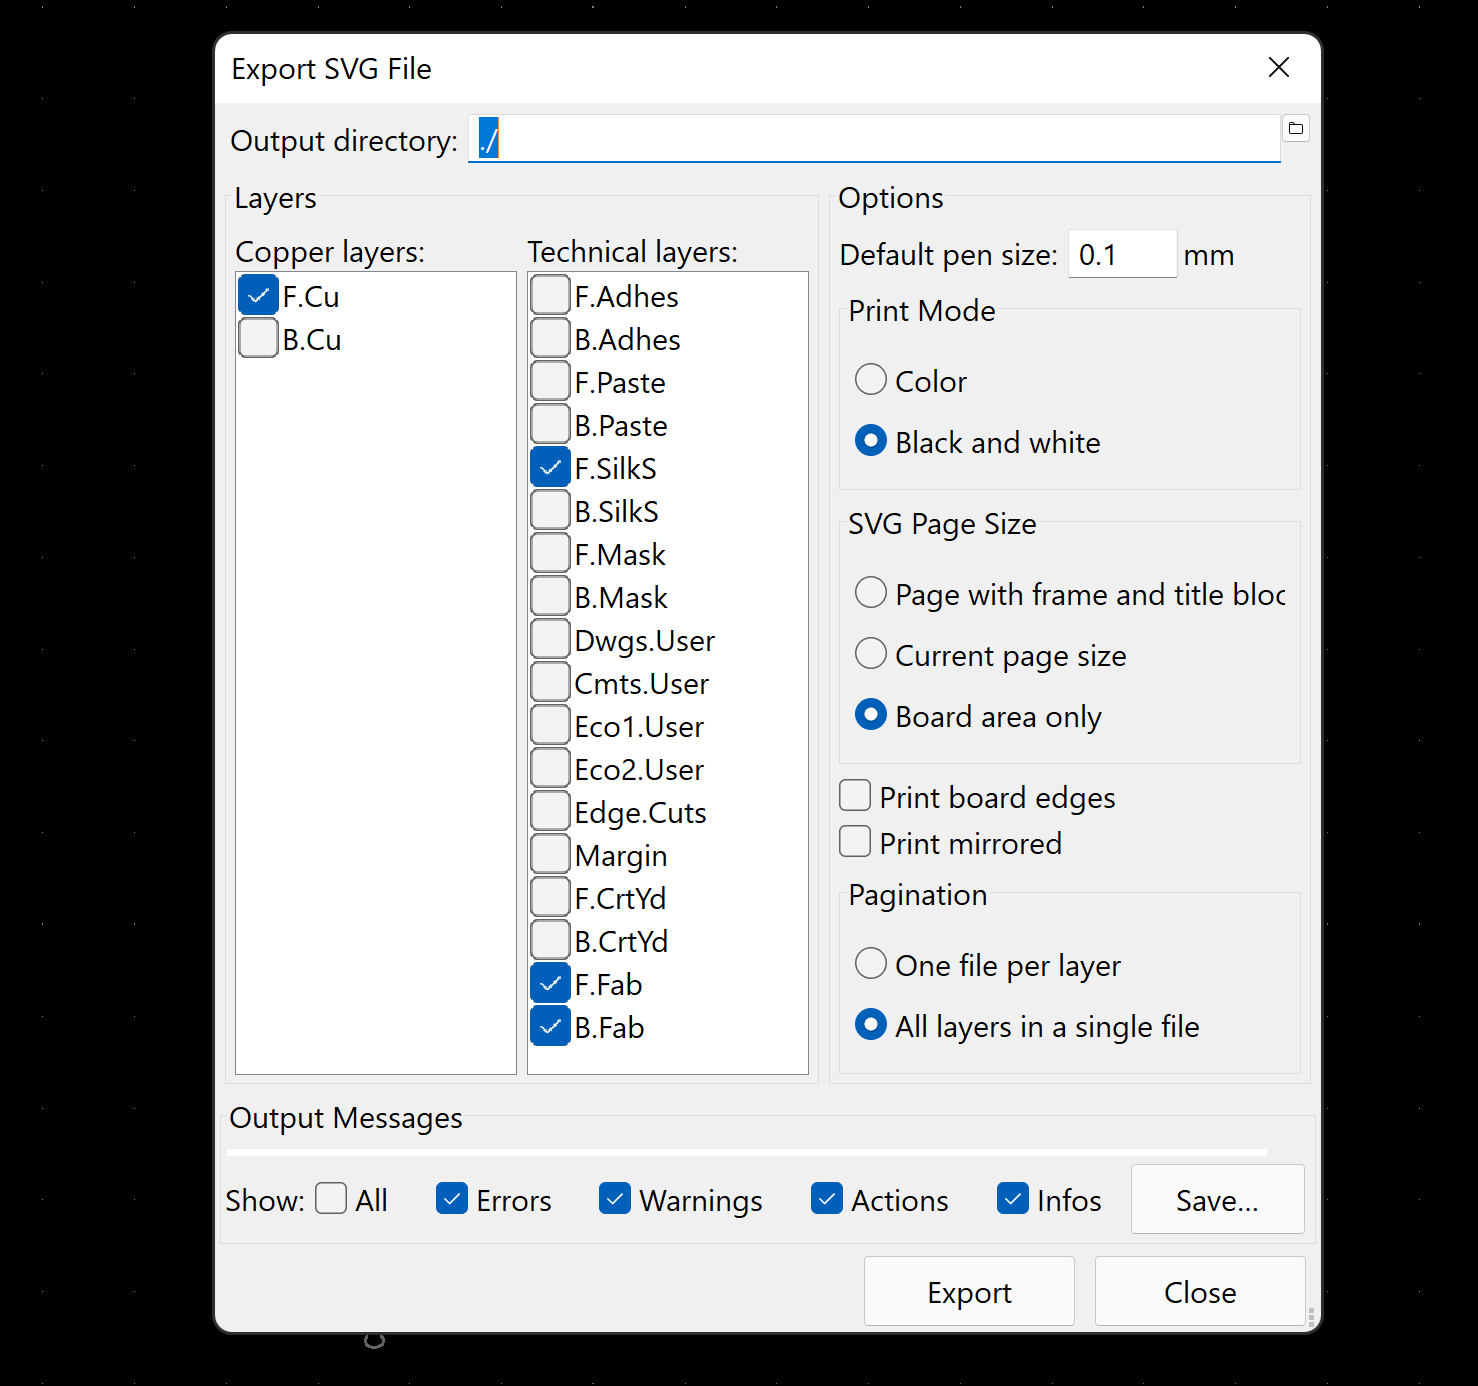 Export SVG File
Output directory: ./
Layers
Copper layers:
F.Cu
B.Cu
Technical layers:
F.Adhes
B.Adhes
F.Paste
B.Paste
F.SilkS
B.SilkS
F.Mask
B.Mask
Dwgs.User
Cmts.User
Eco1.User
Eco2.User
Edge.Cuts
Margin
F.CrtYd
B.CrtYd
F.Fab
B.Fab
Options
Default pen size: 0.1 mm
Print Mode
Color
Black and white
SVG Page Size
Page with frame and title bloc
Current page size
Board area only
Print board edges
Print mirrored
Pagination
One file per layer
All layers in a single file
Output Messages
Show: All Errors Warnings Actions Infos Save...
Export Close